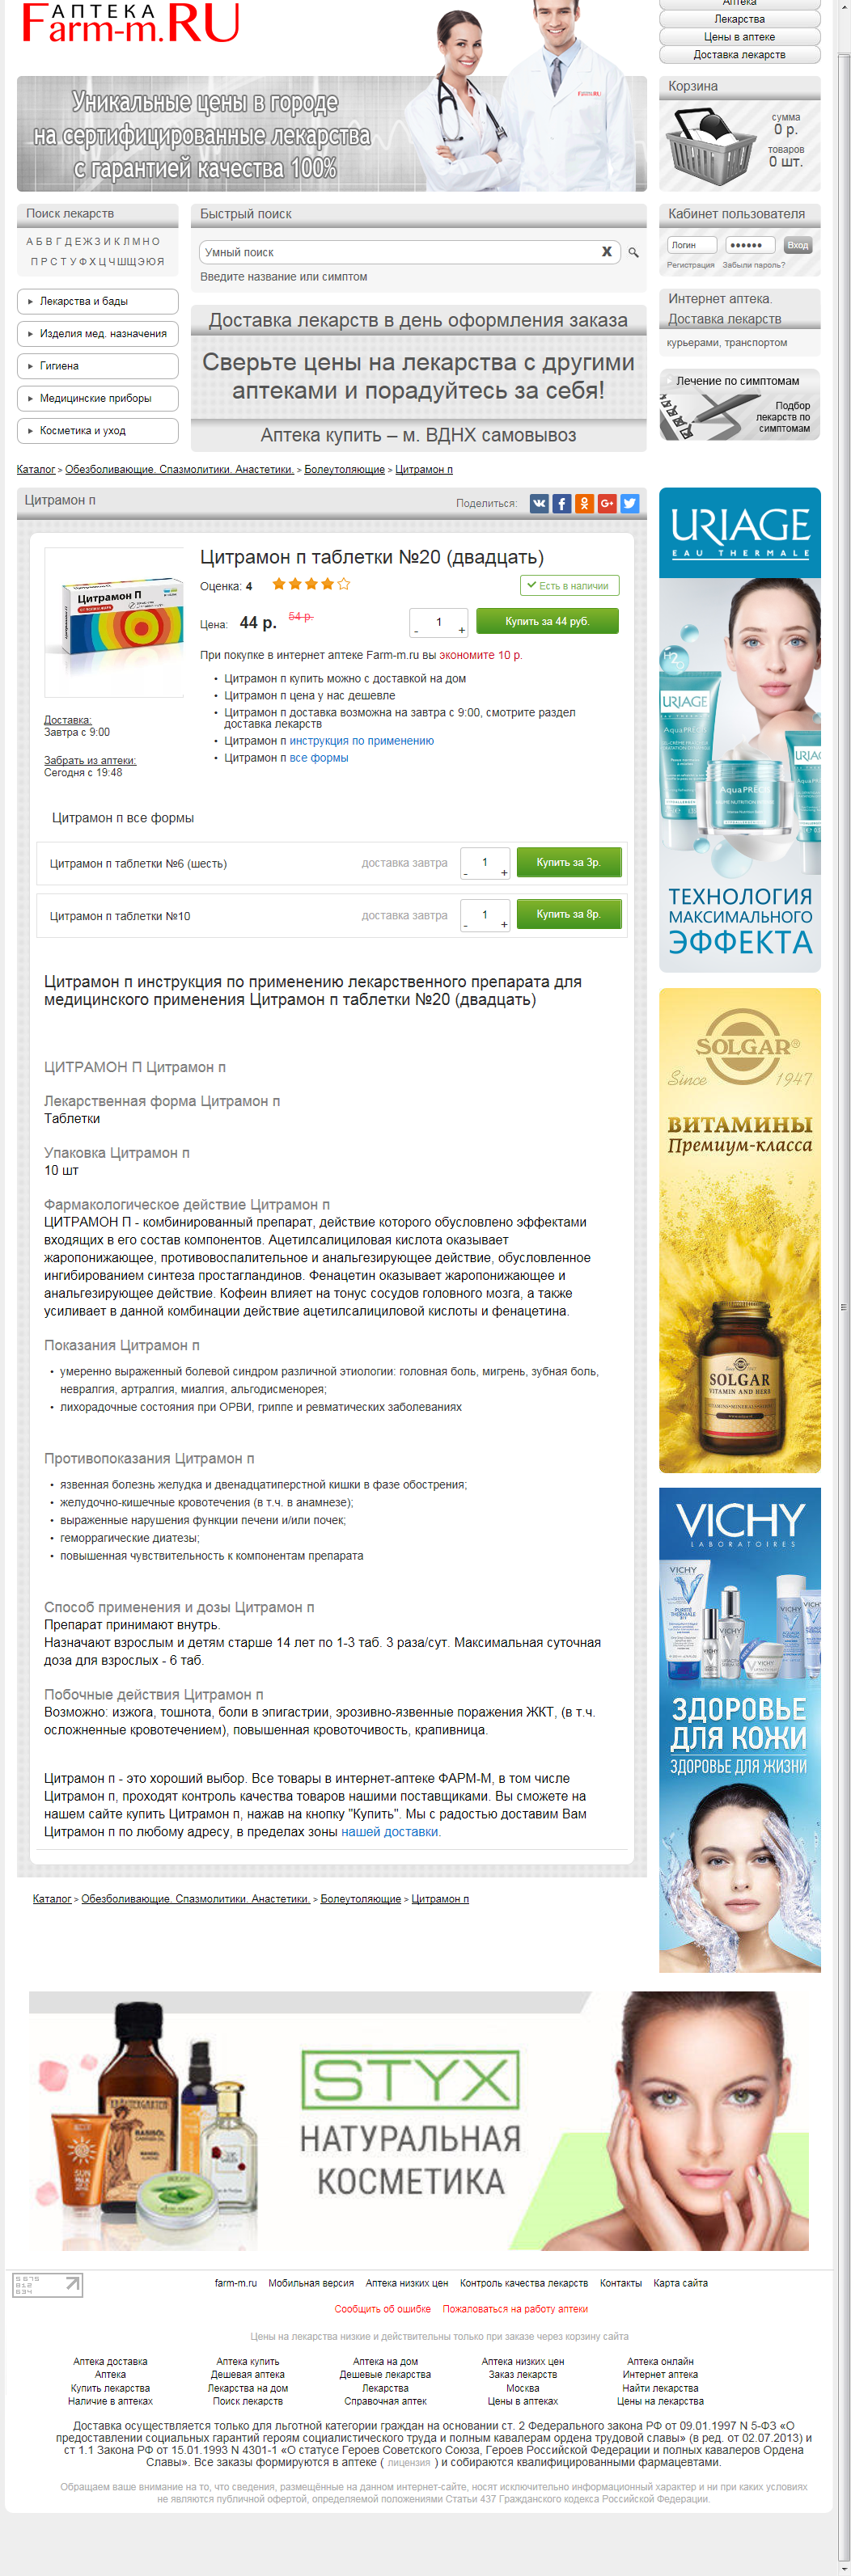 АПТЕКА
Farm-m.RU
Аптека
Лекарства
Цены в аптеке
Доставка лекарств
Уникальные цены в городе
на сертифицированные лекарства
с гарантией качества 100%
Корзина
сумма
0 р.
товаров
0 шт.
Поиск лекарств
А Б В Г Д Е Ж З И К Л М Н О
П Р С Т У Ф Х Ц Ч Ш Щ Э Ю Я
Быстрый поиск
Умный поиск X
Введите название или симптом
Кабинет пользователя
Логин •••••• Вход
Регистрация Забыли пароль?
Лекарства и бады
Изделия мед. назначения
Гигиена
Медицинские приборы
Косметика и уход
Доставка лекарств в день оформления заказа
Сверьте цены на лекарства с другими
аптеками и порадуйтесь за себя!
Аптека купить – м. ВДНХ самовывоз
Интернет аптека.
Доставка лекарств
курьерами, транспортом
Лечение по симптомам
Подбор
лекарств по
симптомам
Каталог > Обезболивающие. Спазмолитики. Анастетики. > Болеутоляющие > Цитрамон п
Цитрамон п Поделиться:
Цитрамон П
Цитрамон п таблетки №20 (двадцать)
Оценка: 4 Есть в наличии
Цена: 44 р. 54 р. - 1 + Купить за 44 руб.
При покупке в интернет аптеке Farm-m.ru вы экономите 10 р.
• Цитрамон п купить можно с доставкой на дом
• Цитрамон п цена у нас дешевле
• Цитрамон п доставка возможна на завтра с 9:00, смотрите раздел
доставка лекарств
• Цитрамон п инструкция по применению
• Цитрамон п все формы
Доставка:
Завтра с 9:00
Забрать из аптеки:
Сегодня с 19:48
Цитрамон п все формы
Цитрамон п таблетки №6 (шесть) доставка завтра - 1 + Купить за 3р.
Цитрамон п таблетки №10 доставка завтра - 1 + Купить за 8р.
Цитрамон п инструкция по применению лекарственного препарата для
медицинского применения Цитрамон п таблетки №20 (двадцать)
ЦИТРАМОН П Цитрамон п
Лекарственная форма Цитрамон п
Таблетки
Упаковка Цитрамон п
10 шт
Фармакологическое действие Цитрамон п
ЦИТРАМОН П - комбинированный препарат, действие которого обусловлено эффектами
входящих в его состав компонентов. Ацетилсалициловая кислота оказывает
жаропонижающее, противовоспалительное и анальгезирующее действие, обусловленное
ингибированием синтеза простагландинов. Фенацетин оказывает жаропонижающее и
анальгезирующее действие. Кофеин влияет на тонус сосудов головного мозга, а также
усиливает в данной комбинации действие ацетилсалициловой кислоты и фенацетина.
Показания Цитрамон п
• умеренно выраженный болевой синдром различной этиологии: головная боль, мигрень, зубная боль,
невралгия, артралгия, миалгия, альгодисменорея;
• лихорадочные состояния при ОРВИ, гриппе и ревматических заболеваниях
Противопоказания Цитрамон п
• язвенная болезнь желудка и двенадцатиперстной кишки в фазе обострения;
• желудочно-кишечные кровотечения (в т.ч. в анамнезе);
• выраженные нарушения функции печени и/или почек;
• геморрагические диатезы;
• повышенная чувствительность к компонентам препарата
Способ применения и дозы Цитрамон п
Препарат принимают внутрь.
Назначают взрослым и детям старше 14 лет по 1-3 таб. 3 раза/сут. Максимальная суточная
доза для взрослых - 6 таб.
Побочные действия Цитрамон п
Возможно: изжога, тошнота, боли в эпигастрии, эрозивно-язвенные поражения ЖКТ, (в т.ч.
осложненные кровотечением), повышенная кровоточивость, крапивница.
Цитрамон п - это хороший выбор. Все товары в интернет-аптеке ФАРМ-М, в том числе
Цитрамон п, проходят контроль качества товаров нашими поставщиками. Вы сможете на
нашем сайте купить Цитрамон п, нажав на кнопку "Купить". Мы с радостью доставим Вам
Цитрамон п по любому адресу, в пределах зоны нашей доставки.
Каталог > Обезболивающие. Спазмолитики. Анастетики. > Болеутоляющие > Цитрамон п
URIAGE
EAU THERMALE
URIAGE
AquaPRÉCIS
AquaPRÉCIS
ТЕХНОЛОГИЯ
МАКСИМАЛЬНОГО
ЭФФЕКТА
SOLGAR®
Since 1947
ВИТАМИНЫ
Премиум-класса
SOLGAR
VITAMIN AND HERB
VICHY
LABORATOIRES
VICHY
ЗДОРОВЬЕ
ДЛЯ КОЖИ
ЗДОРОВЬЕ ДЛЯ ЖИЗНИ
STYX
НАТУРАЛЬНАЯ
КОСМЕТИКА
farm-m.ru Мобильная версия Аптека низких цен Контроль качества лекарств Контакты Карта сайта
Сообщить об ошибке Пожаловаться на работу аптеки
Цены на лекарства низкие и действительны только при заказе через корзину сайта
Аптека доставка Аптека купить Аптека на дом Аптека низких цен Аптека онлайн
Аптека Дешевая аптека Дешевые лекарства Заказ лекарств Интернет аптека
Купить лекарства Лекарства на дом Лекарства Москва Найти лекарства
Наличие в аптеках Поиск лекарств Справочная аптек Цены в аптеках Цены на лекарства
Доставка осуществляется только для льготной категории граждан на основании ст. 2 Федерального закона РФ от 09.01.1997 N 5-ФЗ «О
предоставлении социальных гарантий героям социалистического труда и полным кавалерам ордена трудовой славы» (в ред. от 02.07.2013) и
ст 1.1 Закона РФ от 15.01.1993 N 4301-1 «О статусе Героев Советского Союза, Героев Российской Федерации и полных кавалеров Ордена
Славы». Все заказы формируются в аптеке ( лицензия ) и собираются квалифицированными фармацевтами.
Обращаем ваше внимание на то, что сведения, размещённые на данном интернет-сайте, носят исключительно информационный характер и ни при каких условиях
не являются публичной офертой, определяемой положениями Статьи 437 Гражданского кодекса Российской Федерации.